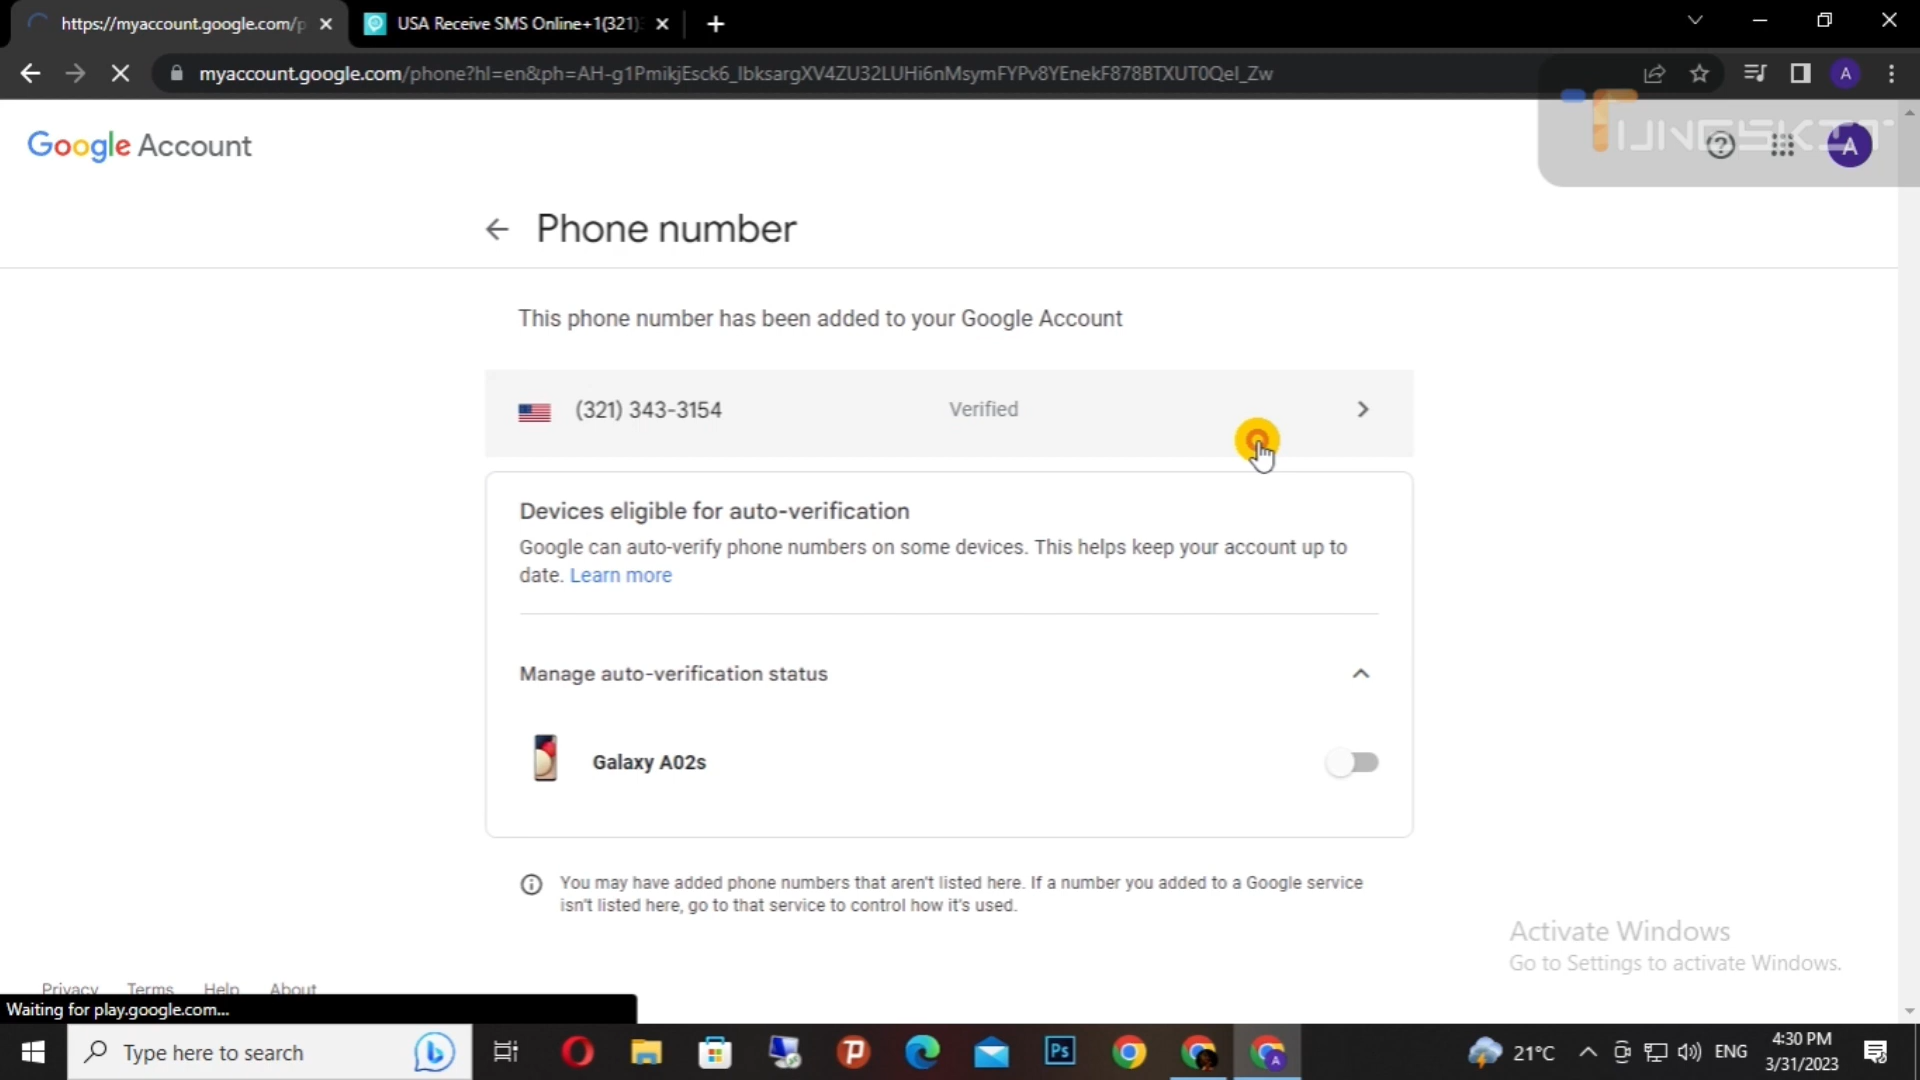 https://myaccount.google.com/p
USA Receive SMS Online+1(321)
myaccount.google.com/phone?hl=en&ph=AH-g1PmikjEsck6_IbksargXV4ZU32LUHi6nMsymFYPv8YEnekF878BTXUT0Qel_Zw
A
Google Account
TUNESKIT
A
Phone number
This phone number has been added to your Google Account
(321) 343-3154
Verified
Devices eligible for auto-verification
Google can auto-verify phone numbers on some devices. This helps keep your account up to
date. Learn more
Manage auto-verification status
Galaxy A02s
You may have added phone numbers that aren't listed here. If a number you added to a Google service
isn't listed here, go to that service to control how it's used.
Activate Windows
Go to Settings to activate Windows.
Privacy Terms Help About
Waiting for play.google.com...
Type here to search
Ps
A
21°C
ENG
4:30 PM
3/31/2023